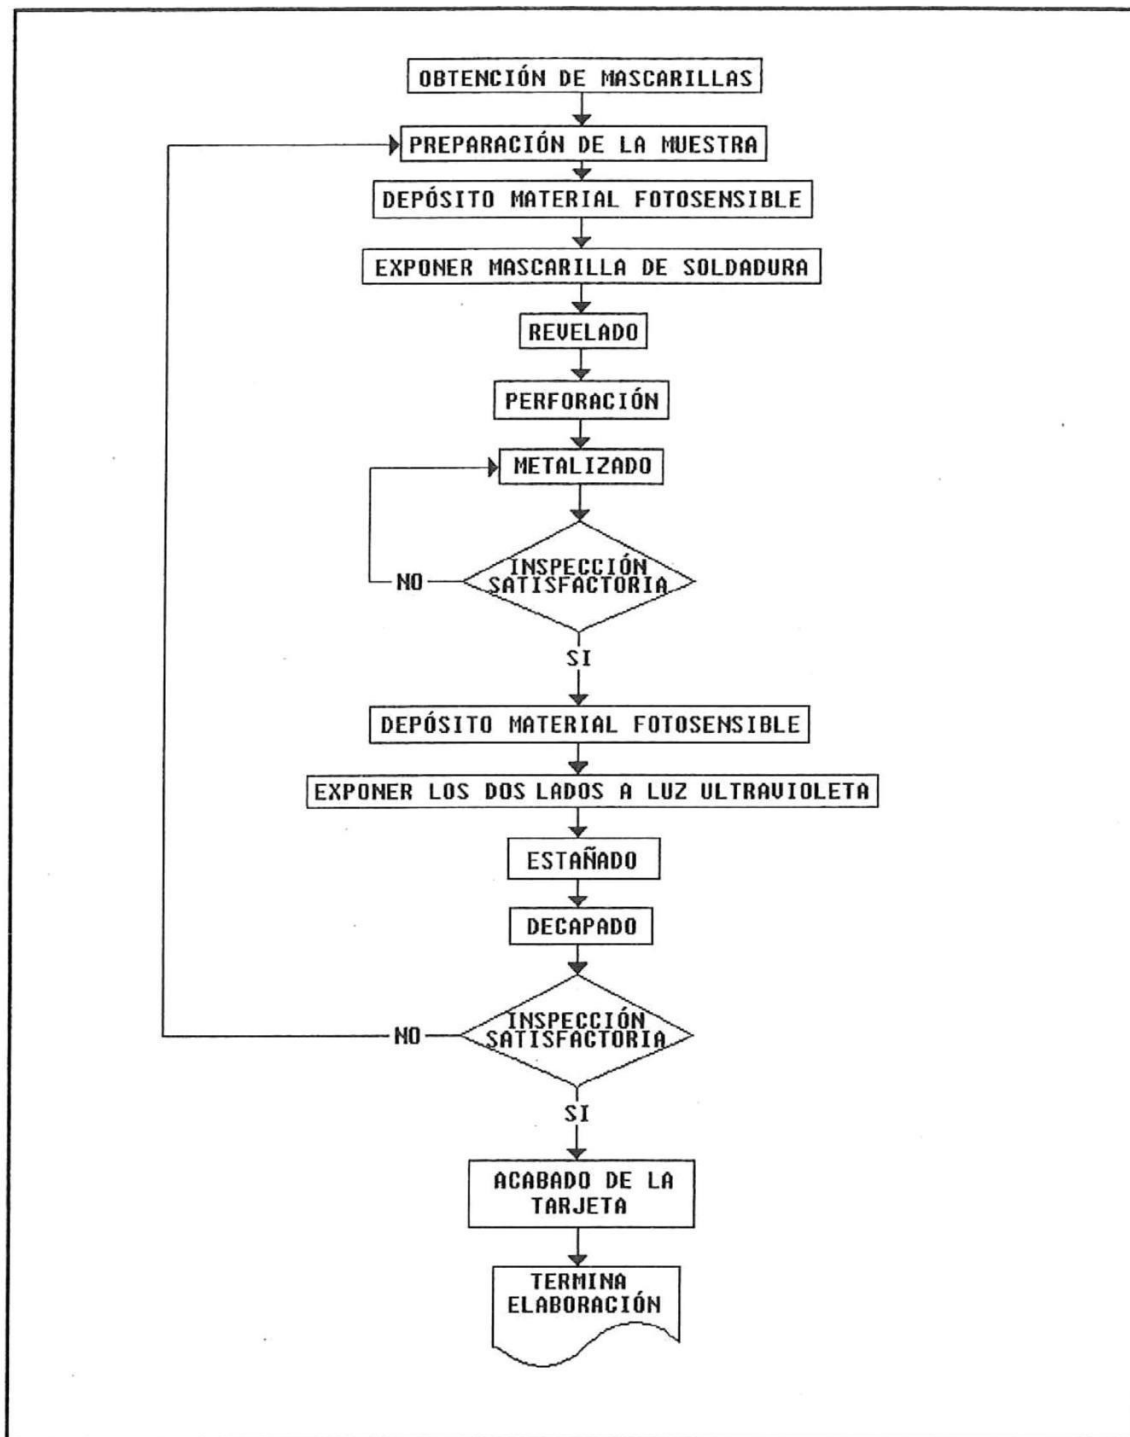 OBTENCIÓN DE MASCARILLAS
PREPARACIÓN DE LA MUESTRA
DEPÓSITO MATERIAL FOTOSENSIBLE
EXPONER MASCARILLA DE SOLDADURA
REVELADO
PERFORACIÓN
METALIZADO
INSPECCIÓN
SATISFACTORIA
NO
SI
DEPÓSITO MATERIAL FOTOSENSIBLE
EXPONER LOS DOS LADOS A LUZ ULTRAVIOLETA
ESTAÑADO
DECAPADO
INSPECCIÓN
SATISFACTORIA
NO
SI
ACABADO DE LA
TARJETA
TERMINA
ELABORACIÓN